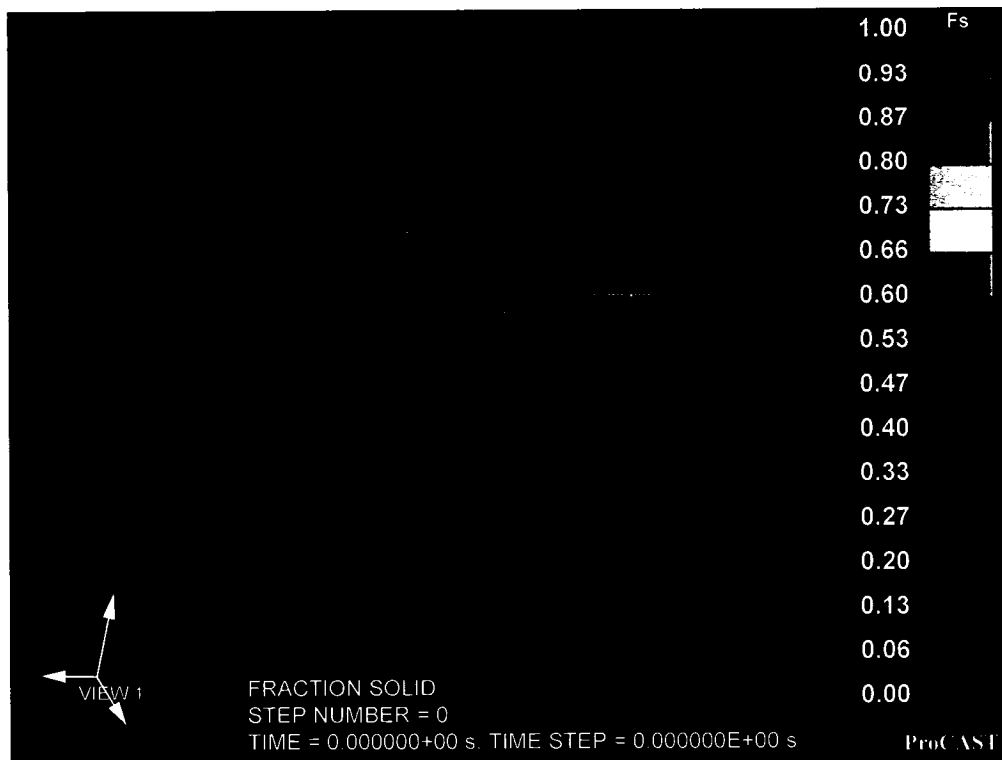 Fs
1.00
0.93
0.87
0.80
0.73
0.66
0.60
0.53
0.47
0.40
0.33
0.27
0.20
0.13
0.06
0.00
VIEW 1
FRACTION SOLID
STEP NUMBER = 0
TIME = 0.000000+00 s. TIME STEP = 0.000000E+00 s
ProCAST